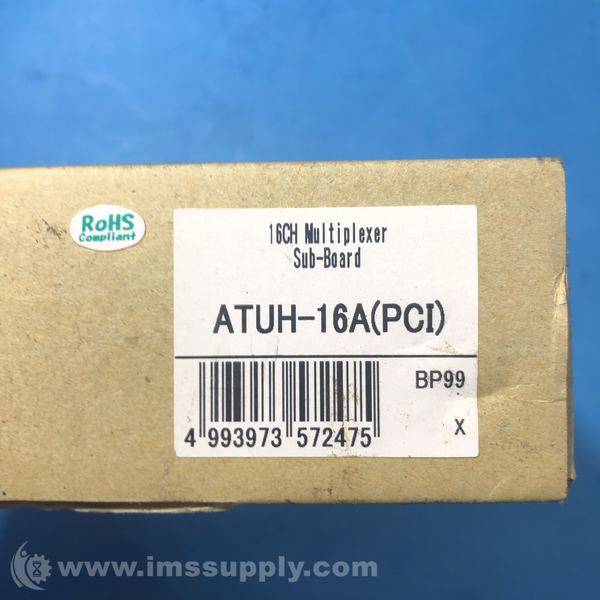 RoHS
Compliant
16CH Multiplexer
Sub-Board
ATUH-16A(PCI)
BP99
4 993973 572475
X
www.imssupply.com